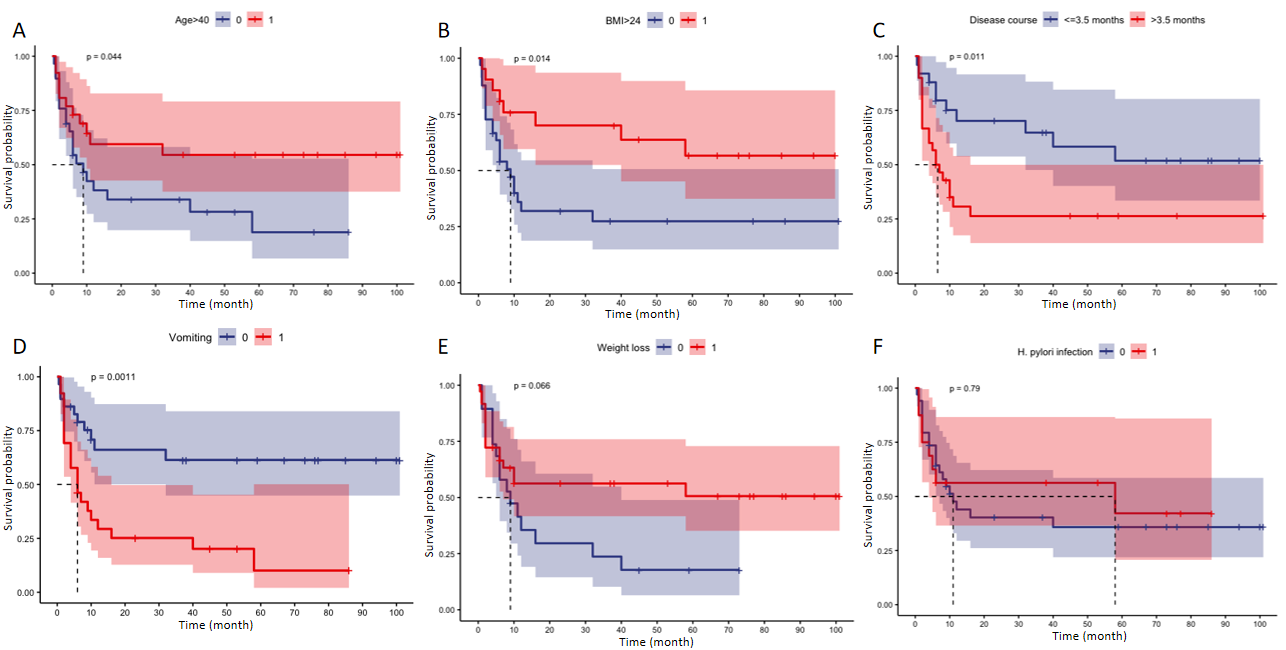 A
Age>40 0 1
p = 0.044
1.00
0.75
0.50
0.25
0.00
Survival probability
0 10 20 30 40 50 60 70 80 90 100
Time (month)
B
BMI>24 0 1
p = 0.014
1.00
0.75
0.50
0.25
0.00
Survival probability
0 10 20 30 40 50 60 70 80 90 100
Time (month)
C
Disease course <=3.5 months >3.5 months
p = 0.011
1.00
0.75
0.50
0.25
0.00
Survival probability
0 10 20 30 40 50 60 70 80 90 100
Time (month)
D
Vomiting 0 1
p = 0.0011
1.00
0.75
0.50
0.25
0.00
Survival probability
0 10 20 30 40 50 60 70 80 90 100
Time (month)
E
Weight loss 0 1
p = 0.066
1.00
0.75
0.50
0.25
0.00
Survival probability
0 10 20 30 40 50 60 70 80 90 100
Time (month)
F
H. pylori infection 0 1
p = 0.79
1.00
0.75
0.50
0.25
0.00
Survival probability
0 10 20 30 40 50 60 70 80 90 100
Time (month)